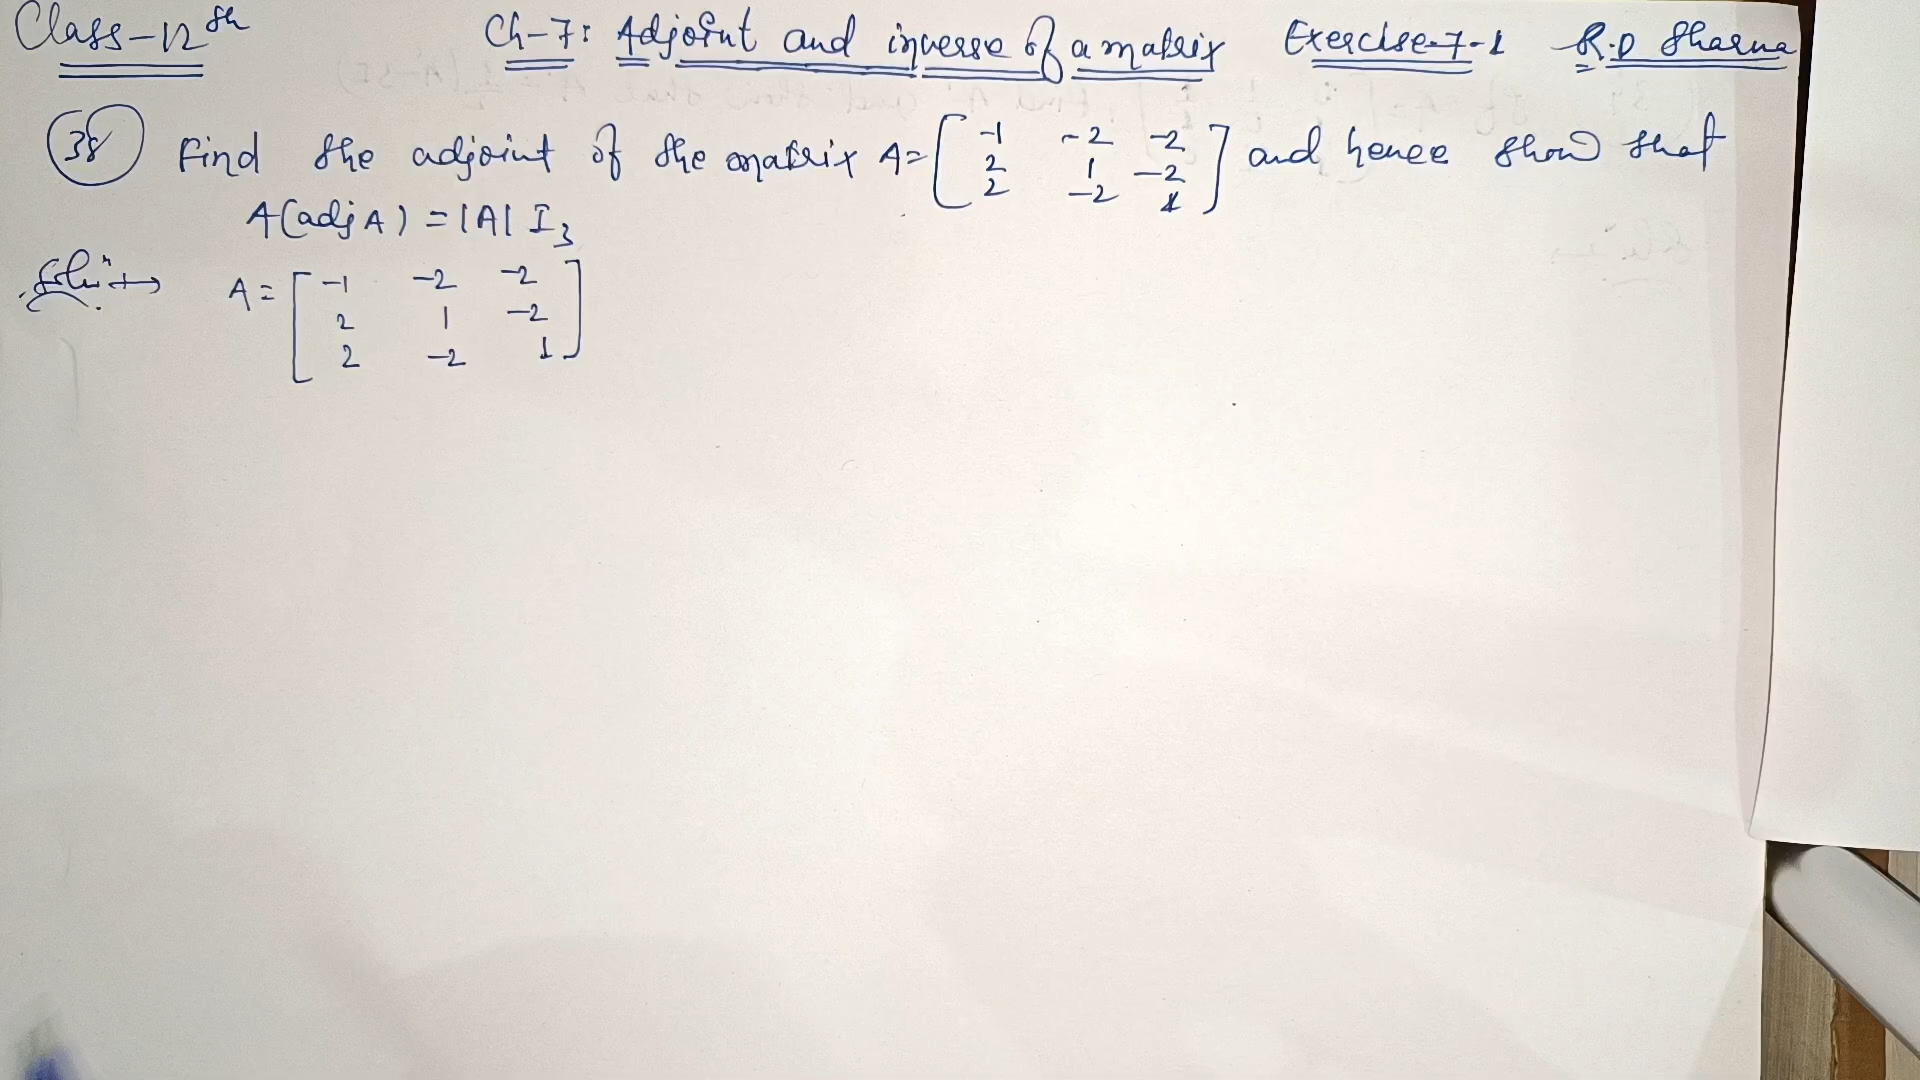 Class-12th Ch-7: Adjoint and inverse of a matrix Exercise-7-1 R.D Sharma
38 Find the adjoint of the matrix A=[ -1 -2 -2 and hence show that
2 1 -2
2 -2 1 ]
A(adj A) = |A| I3
Solun → A = [ -1 -2 -2
2 1 -2
2 -2 1 ]